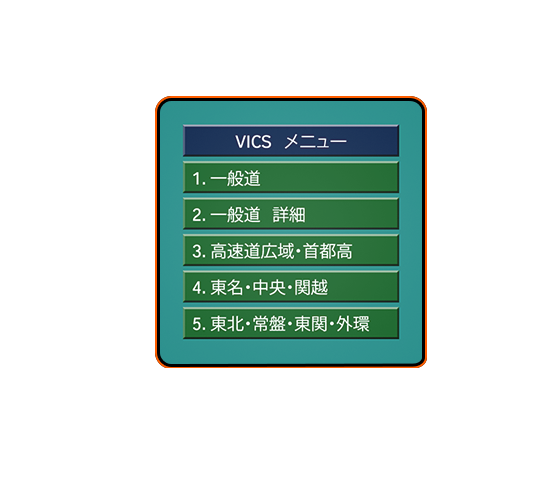 VICS メニュー
1. 一般道
2. 一般道 詳細
3. 高速道広域・首都高
4. 東名・中央・関越
5. 東北・常盤・東関・外環